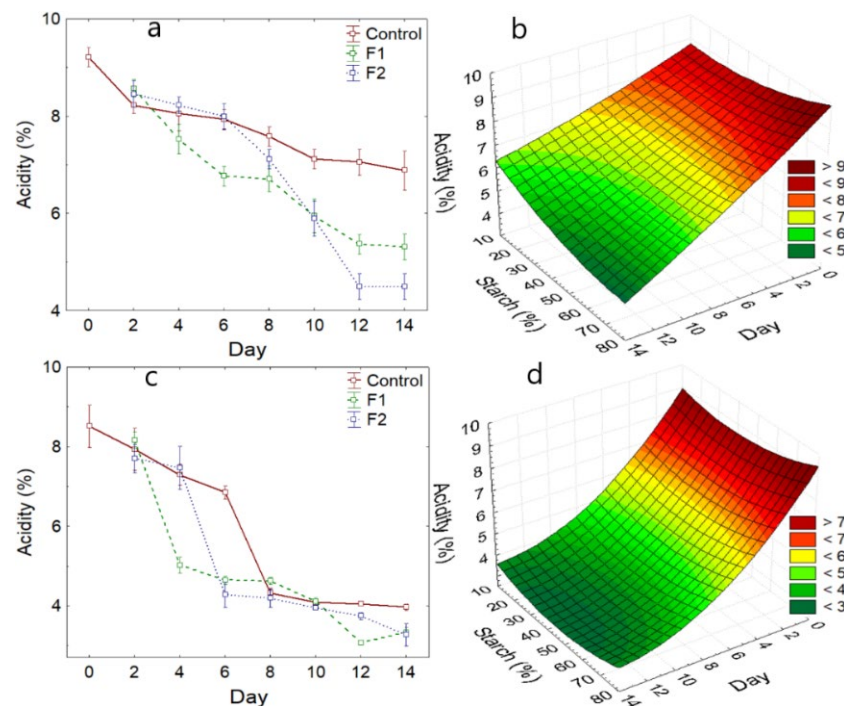 a
Control
F1
F2
Acidity (%)
10
8
6
4
0 2 4 6 8 10 12 14
Day
b
Acidity (%)
10
9
8
7
6
5
4
10 20 30 40 50 60 70 80
Starch (%)
14 12 10 8 6 4 2 0
Day
> 9
< 9
< 8
< 7
< 6
< 5
c
Control
F1
F2
Acidity (%)
10
8
6
4
0 2 4 6 8 10 12 14
Day
d
Acidity (%)
10
9
8
7
6
5
4
10 20 30 40 50 60 70 80
Starch (%)
14 12 10 8 6 4 2 0
Day
> 7
< 7
< 6
< 5
< 4
< 3